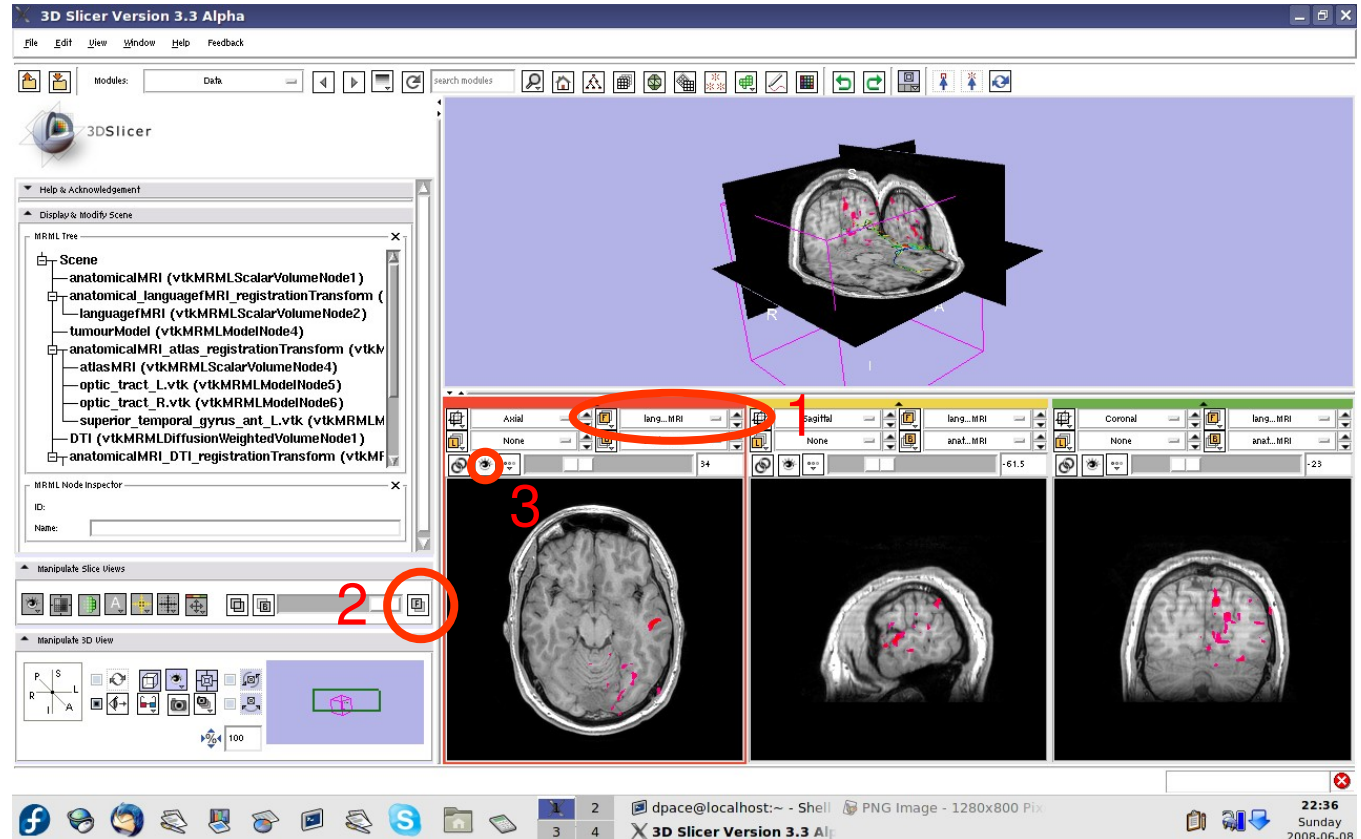 3D Slicer Version 3.3 Alpha
File Edit View Window Help Feedback
Modules: Data search modules
3DSlicer
Help & Acknowledgement
Display & Modify Scene
MRML Tree
Scene
anatomicalMRI (vtkMRMLScalarVolumeNode1)
anatomical_languagefMRI_registrationTransform (
languagefMRI (vtkMRMLScalarVolumeNode2)
tumourModel (vtkMRMLModelNode4)
anatomicalMRI_atlas_registrationTransform (vtkM
atlasMRI (vtkMRMLScalarVolumeNode4)
optic_tract_L.vtk (vtkMRMLModelNode5)
optic_tract_R.vtk (vtkMRMLModelNode6)
superior_temporal_gyrus_ant_L.vtk (vtkMRMLM
DTI (vtkMRMLDiffusionWeightedVolumeNode1)
anatomicalMRI_DTI_registrationTransform (vtkMF
MRML Node Inspector
ID:
Name:
Manipulate Slice Views
2
Manipulate 3D View
P S
R L
I A
100
S
R A
I
1
Axial F lang...MRI Sagittal F lang...MRI Coronal F lang...MRI
L None B L None B anat...MRI L None B anat...MRI
34 -61.5 -23
3
1 2 dpace@localhost:~ - Shell PNG Image - 1280x800 Pix
3 4 3D Slicer Version 3.3 Alp
22:36
Sunday
2008-06-08